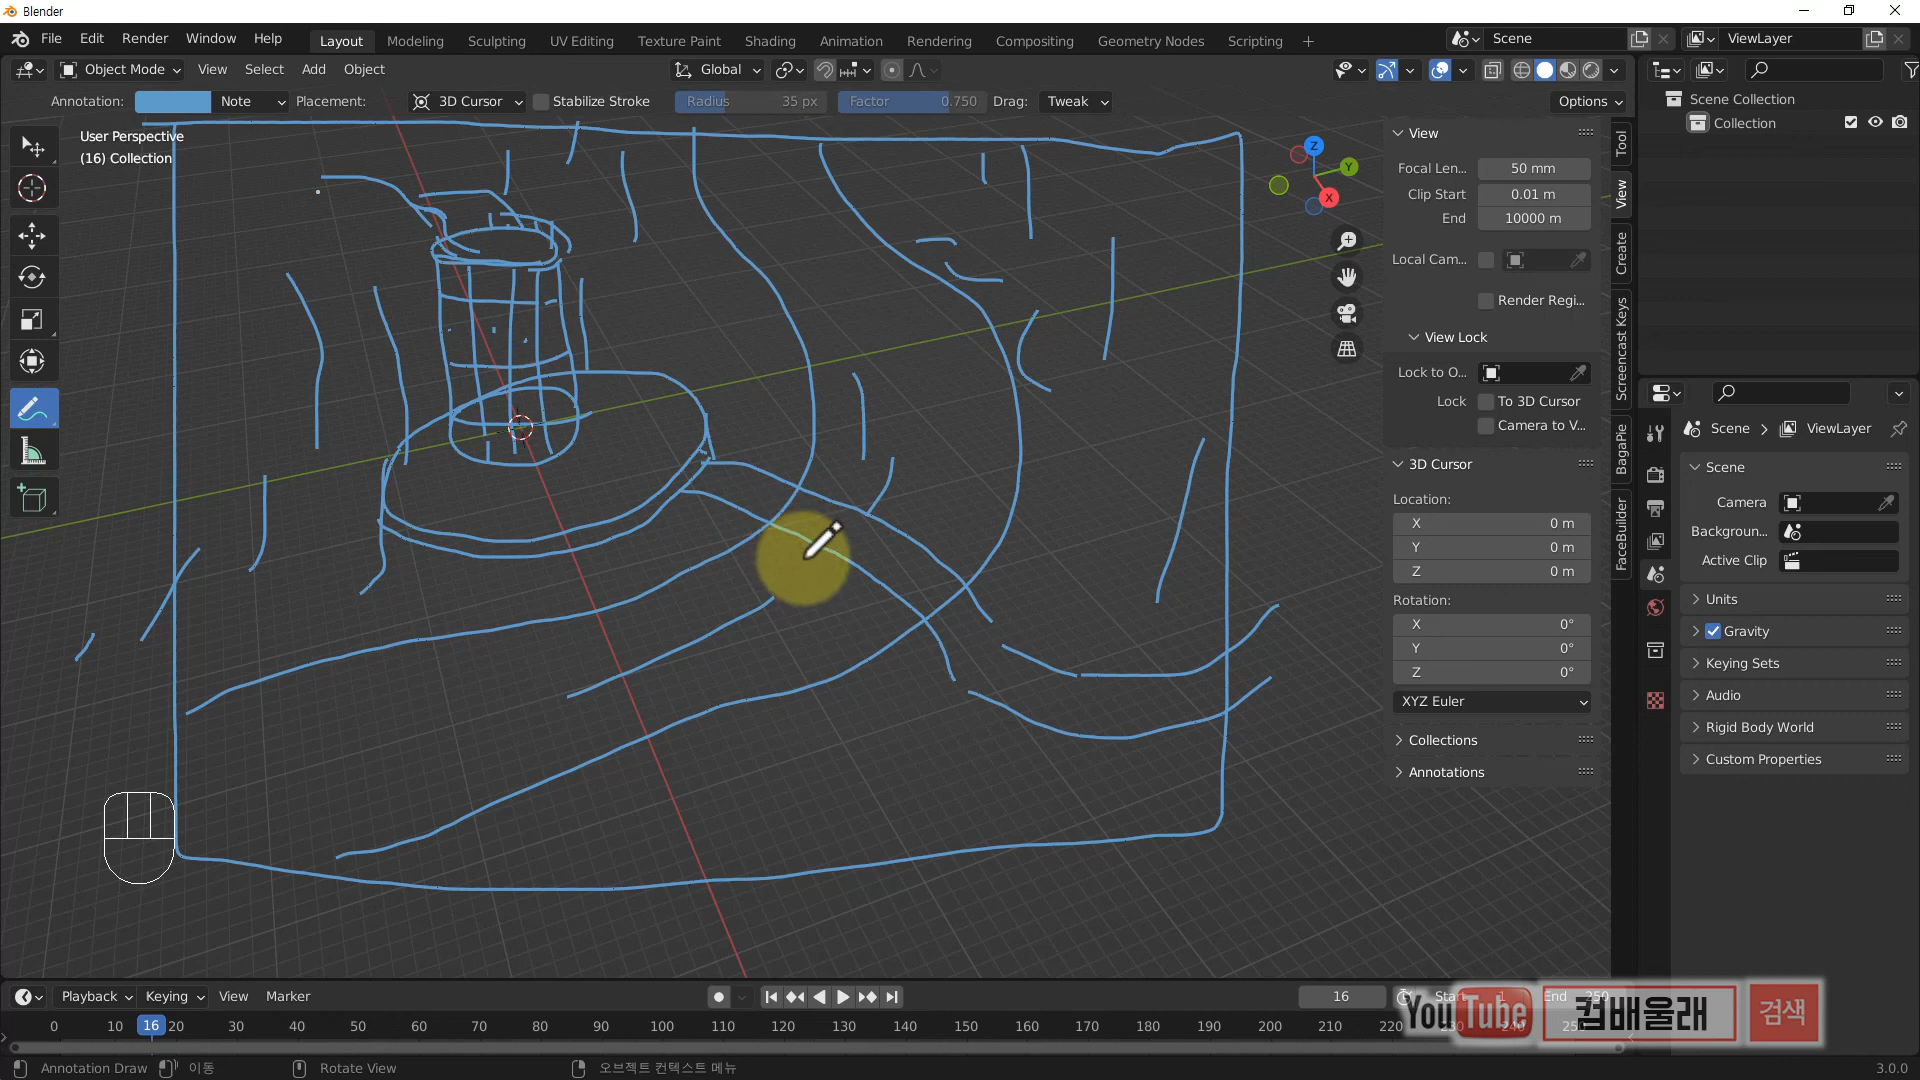 Blender
File Edit Render Window Help
Layout Modeling Sculpting UV Editing Texture Paint Shading Animation Rendering Compositing Geometry Nodes Scripting +
Scene
ViewLayer
Object Mode View Select Add Object
Global
Annotation: Note Placement: 3D Cursor Stabilize Stroke Radius 35 px Factor 0.750 Drag: Tweak
Options
User Perspective
(16) Collection
Z
Y
X
View
Focal Len... 50 mm
Clip Start 0.01 m
End 10000 m
Local Cam...
Render Regi...
View Lock
Lock to O...
Lock To 3D Cursor
Camera to V...
3D Cursor
Location:
X 0 m
Y 0 m
Z 0 m
Rotation:
X 0°
Y 0°
Z 0°
XYZ Euler
Collections
Annotations
Tool
View
Create
Screencast Keys
BagaPie
FaceBuilder
Scene Collection
Collection
Scene ViewLayer
Scene
Camera
Backgroun...
Active Clip
Units
Gravity
Keying Sets
Audio
Rigid Body World
Custom Properties
Playback Keying View Marker
16
Start 1
End 250
0 10 16 20 30 40 50 60 70 80 90 100 110 120 130 140 150 160 170 180 190 200 210 220 230 240 250
YouTube 컴배울래 검색
Annotation Draw 이동 Rotate View 오브젝트 컨텍스트 메뉴
3.0.0